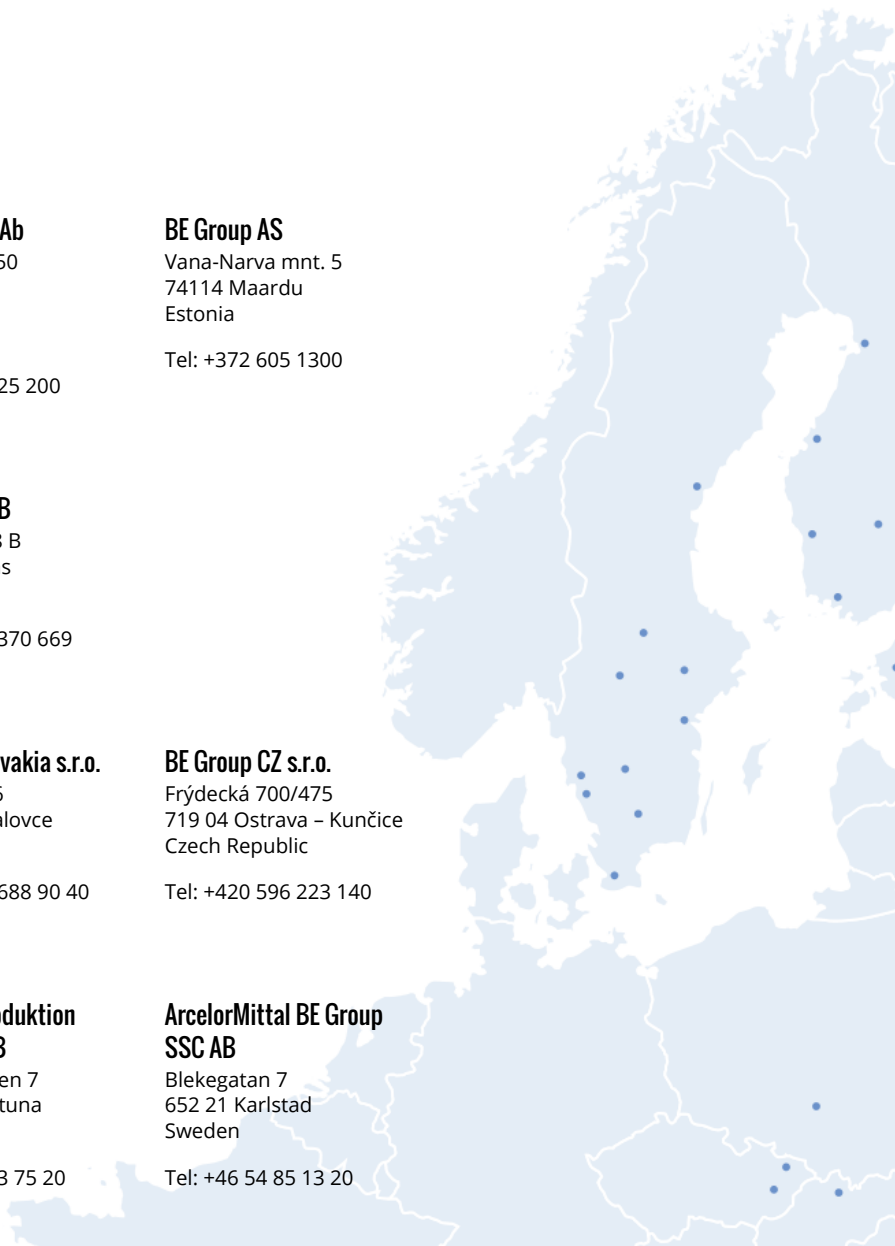 Ab
50
25 200
BE Group AS
Vana-Narva mnt. 5
74114 Maardu
Estonia
Tel: +372 605 1300
B
B
s
370 669
vakia s.r.o.
alovce
688 90 40
BE Group CZ s.r.o.
Frýdecká 700/475
719 04 Ostrava – Kunčice
Czech Republic
Tel: +420 596 223 140
oduktion
en 7
tuna
3 75 20
ArcelorMittal BE Group
SSC AB
Blekegatan 7
652 21 Karlstad
Sweden
Tel: +46 54 85 13 20